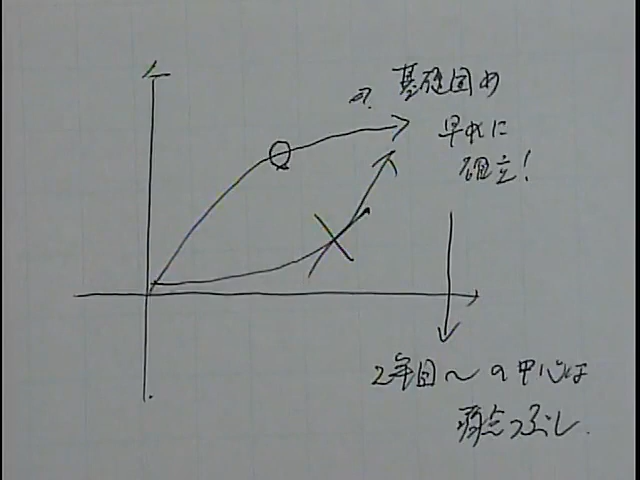 基礎固め
早めに
確立!
2年目〜の中心は
弱点つぶし.